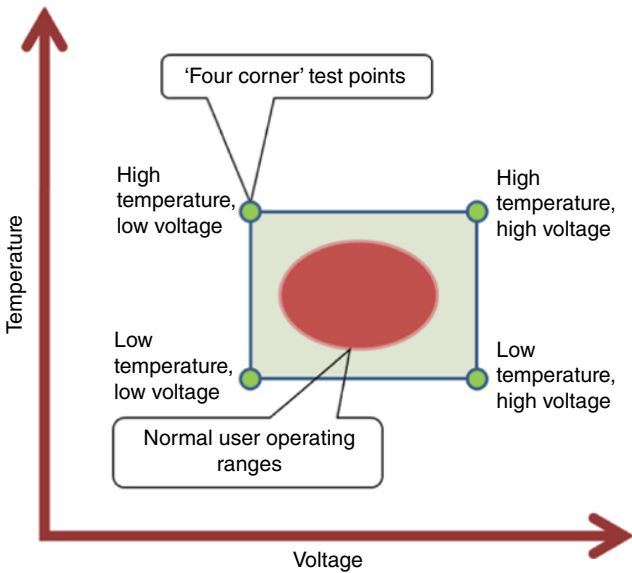 ‘Four corner’ test points
High
temperature,
low voltage
High
temperature,
high voltage
Temperature
Low
temperature,
low voltage
Low
temperature,
high voltage
Normal user operating
ranges
Voltage